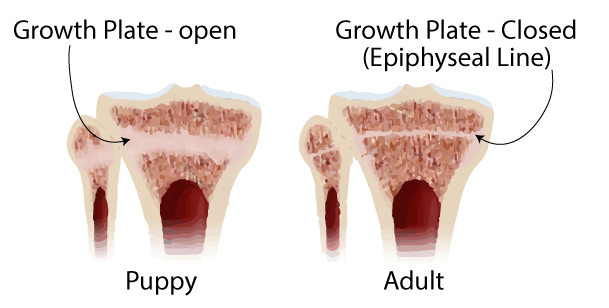 Growth Plate - open
Growth Plate - Closed
(Epiphyseal Line)
Puppy
Adult